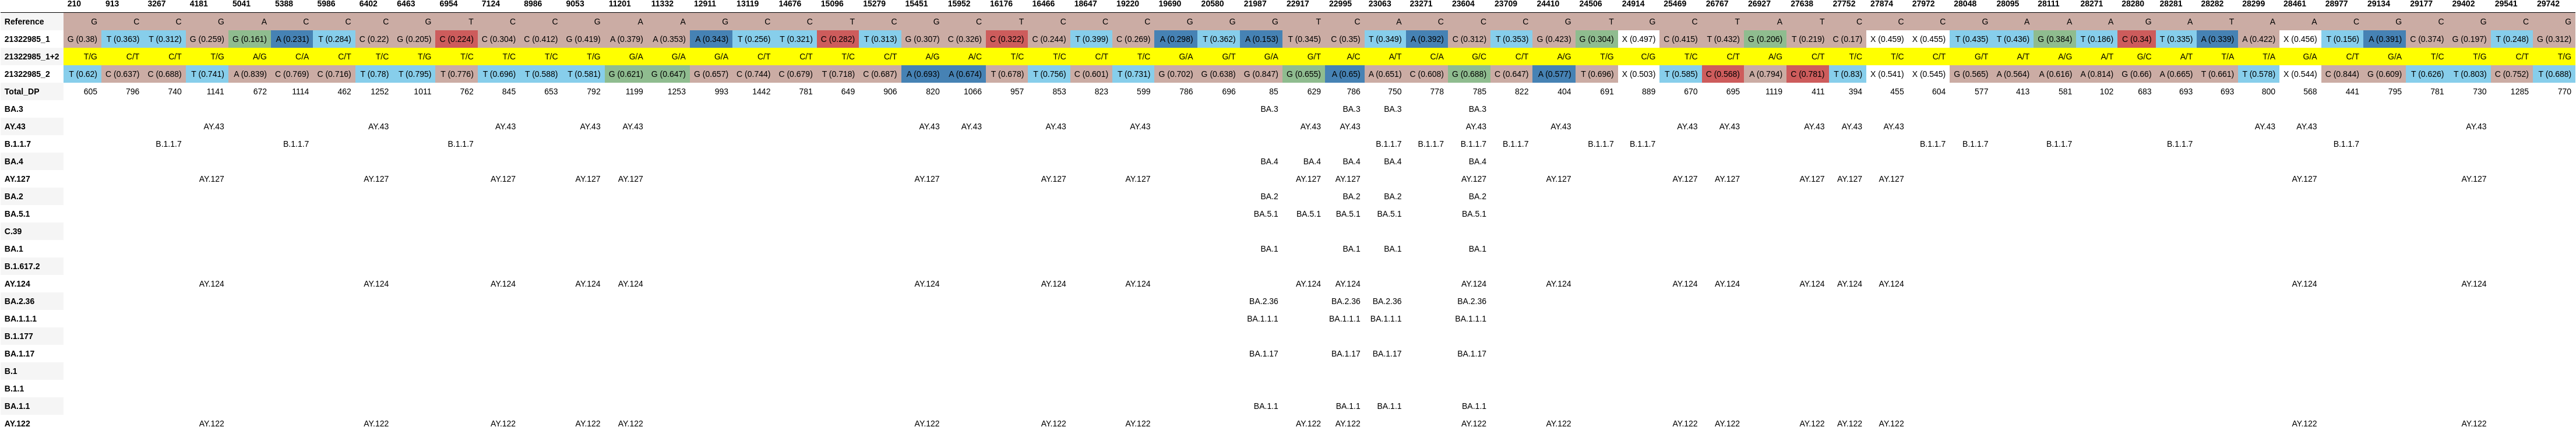 210 913 3267 4181 5041 5388 5986 6402 6463 6954 7124 8986 9053 11201 11332 12911 13119 14676 15096 15279 15451 15952 16176 16466 18647 19220 19690 20580 21987 22917 22995 23063 23271 23604 23709 24410 24506 24914 25469 26767 26927 27638 27752 27874 27972 28048 28095 28111 28271 28280 28281 28282 28299 28461 28977 29134 29177 29402 29541 29742
Reference G C C G A C C C G T C C G A A G C C T C G C T C C C G G G T C A C C C G T G C T A T C C C G A A A G A T A A C G C G C G
21322985_1 G (0.38) T (0.363) T (0.312) G (0.259) G (0.161) A (0.231) T (0.284) C (0.22) G (0.205) C (0.224) C (0.304) C (0.412) G (0.419) A (0.379) A (0.353) A (0.343) T (0.256) T (0.321) C (0.282) T (0.313) G (0.307) C (0.326) C (0.322) C (0.244) T (0.399) C (0.269) A (0.298) T (0.362) A (0.153) T (0.345) C (0.35) T (0.349) A (0.392) C (0.312) T (0.353) G (0.423) G (0.304) X (0.497) C (0.415) T (0.432) G (0.206) T (0.219) C (0.17) X (0.459) X (0.455) T (0.435) T (0.436) G (0.384) T (0.186) C (0.34) T (0.335) A (0.339) A (0.422) X (0.456) T (0.156) A (0.391) C (0.374) G (0.197) T (0.248) G (0.312)
21322985_1+2 T/G C/T C/T T/G A/G C/A C/T T/C T/G T/C T/C T/C T/G G/A G/A G/A C/T C/T T/C C/T A/G A/C T/C T/C C/T T/C G/A G/T G/A G/T A/C A/T C/A G/C C/T A/G T/G C/G T/C C/T A/G C/T T/C T/C C/T G/T A/T A/G A/T G/C A/T T/A T/A G/A C/T G/A T/C T/G C/T T/G
21322985_2 T (0.62) C (0.637) C (0.688) T (0.741) A (0.839) C (0.769) C (0.716) T (0.78) T (0.795) T (0.776) T (0.696) T (0.588) T (0.581) G (0.621) G (0.647) G (0.657) C (0.744) C (0.679) T (0.718) C (0.687) A (0.693) A (0.674) T (0.678) T (0.756) C (0.601) T (0.731) G (0.702) G (0.638) G (0.847) G (0.655) A (0.65) A (0.651) C (0.608) G (0.688) C (0.647) A (0.577) T (0.696) X (0.503) T (0.585) C (0.568) A (0.794) C (0.781) T (0.83) X (0.541) X (0.545) G (0.565) A (0.564) A (0.616) A (0.814) G (0.66) A (0.665) T (0.661) T (0.578) X (0.544) C (0.844) G (0.609) T (0.626) T (0.803) C (0.752) T (0.688)
Total_DP 605 796 740 1141 672 1114 462 1252 1011 762 845 653 792 1199 1253 993 1442 781 649 906 820 1066 957 853 823 599 786 696 85 629 786 750 778 785 822 404 691 889 670 695 1119 411 394 455 604 577 413 581 102 683 693 693 800 568 441 795 781 730 1285 770
BA.3 BA.3 BA.3 BA.3 BA.3
AY.43 AY.43 AY.43 AY.43 AY.43 AY.43 AY.43 AY.43 AY.43 AY.43 AY.43 AY.43 AY.43 AY.43 AY.43 AY.43 AY.43 AY.43 AY.43 AY.43 AY.43 AY.43
B.1.1.7 B.1.1.7 B.1.1.7 B.1.1.7 B.1.1.7 B.1.1.7 B.1.1.7 B.1.1.7 B.1.1.7 B.1.1.7 B.1.1.7 B.1.1.7 B.1.1.7 B.1.1.7 B.1.1.7
BA.4 BA.4 BA.4 BA.4 BA.4 BA.4
AY.127 AY.127 AY.127 AY.127 AY.127 AY.127 AY.127 AY.127 AY.127 AY.127 AY.127 AY.127 AY.127 AY.127 AY.127 AY.127 AY.127 AY.127 AY.127 AY.127
BA.2 BA.2 BA.2 BA.2 BA.2
BA.5.1 BA.5.1 BA.5.1 BA.5.1 BA.5.1 BA.5.1
C.39
BA.1 BA.1 BA.1 BA.1 BA.1
B.1.617.2
AY.124 AY.124 AY.124 AY.124 AY.124 AY.124 AY.124 AY.124 AY.124 AY.124 AY.124 AY.124 AY.124 AY.124 AY.124 AY.124 AY.124 AY.124 AY.124 AY.124
BA.2.36 BA.2.36 BA.2.36 BA.2.36 BA.2.36
BA.1.1.1 BA.1.1.1 BA.1.1.1 BA.1.1.1 BA.1.1.1
B.1.177
BA.1.17 BA.1.17 BA.1.17 BA.1.17 BA.1.17
B.1
B.1.1
BA.1.1 BA.1.1 BA.1.1 BA.1.1 BA.1.1
AY.122 AY.122 AY.122 AY.122 AY.122 AY.122 AY.122 AY.122 AY.122 AY.122 AY.122 AY.122 AY.122 AY.122 AY.122 AY.122 AY.122 AY.122 AY.122 AY.122